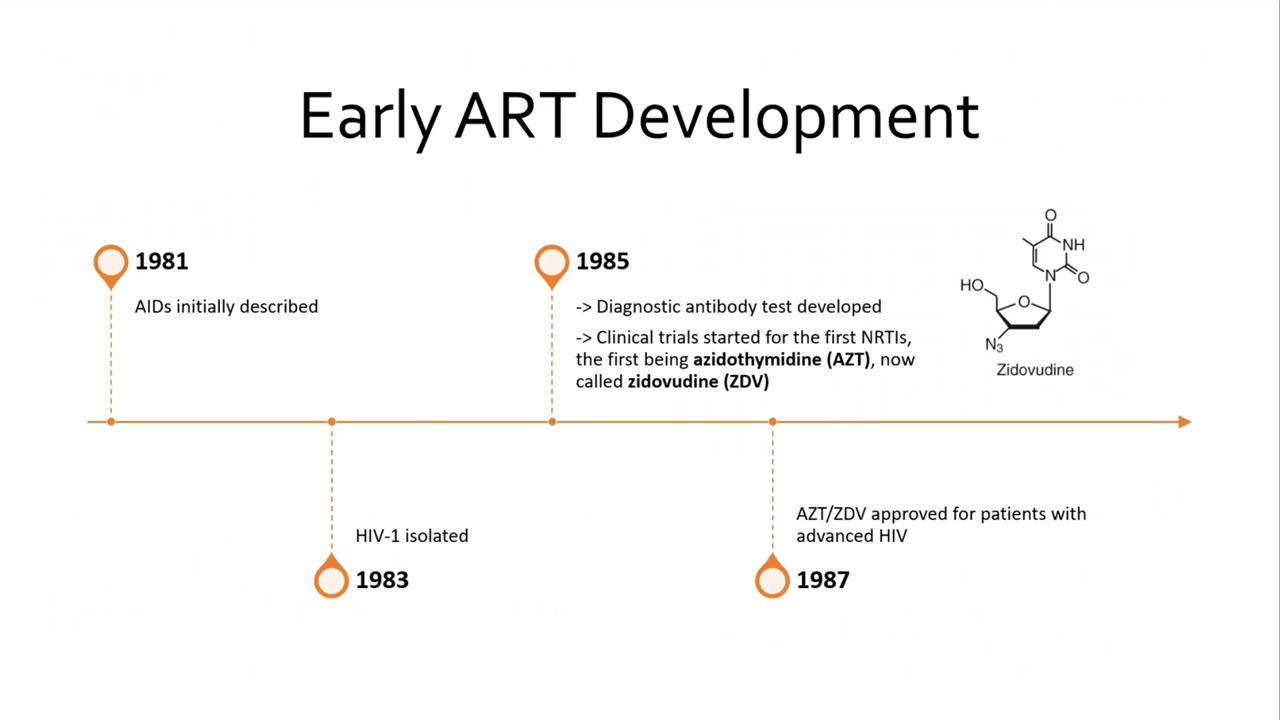 Early ART Development
1981
AIDs initially described
1985
-> Diagnostic antibody test developed
-> Clinical trials started for the first NRTIs,
the first being azidothymidine (AZT), now
called zidovudine (ZDV)
O
NH
N
O
HO
O
N3
Zidovudine
HIV-1 isolated
1983
AZT/ZDV approved for patients with
advanced HIV
1987